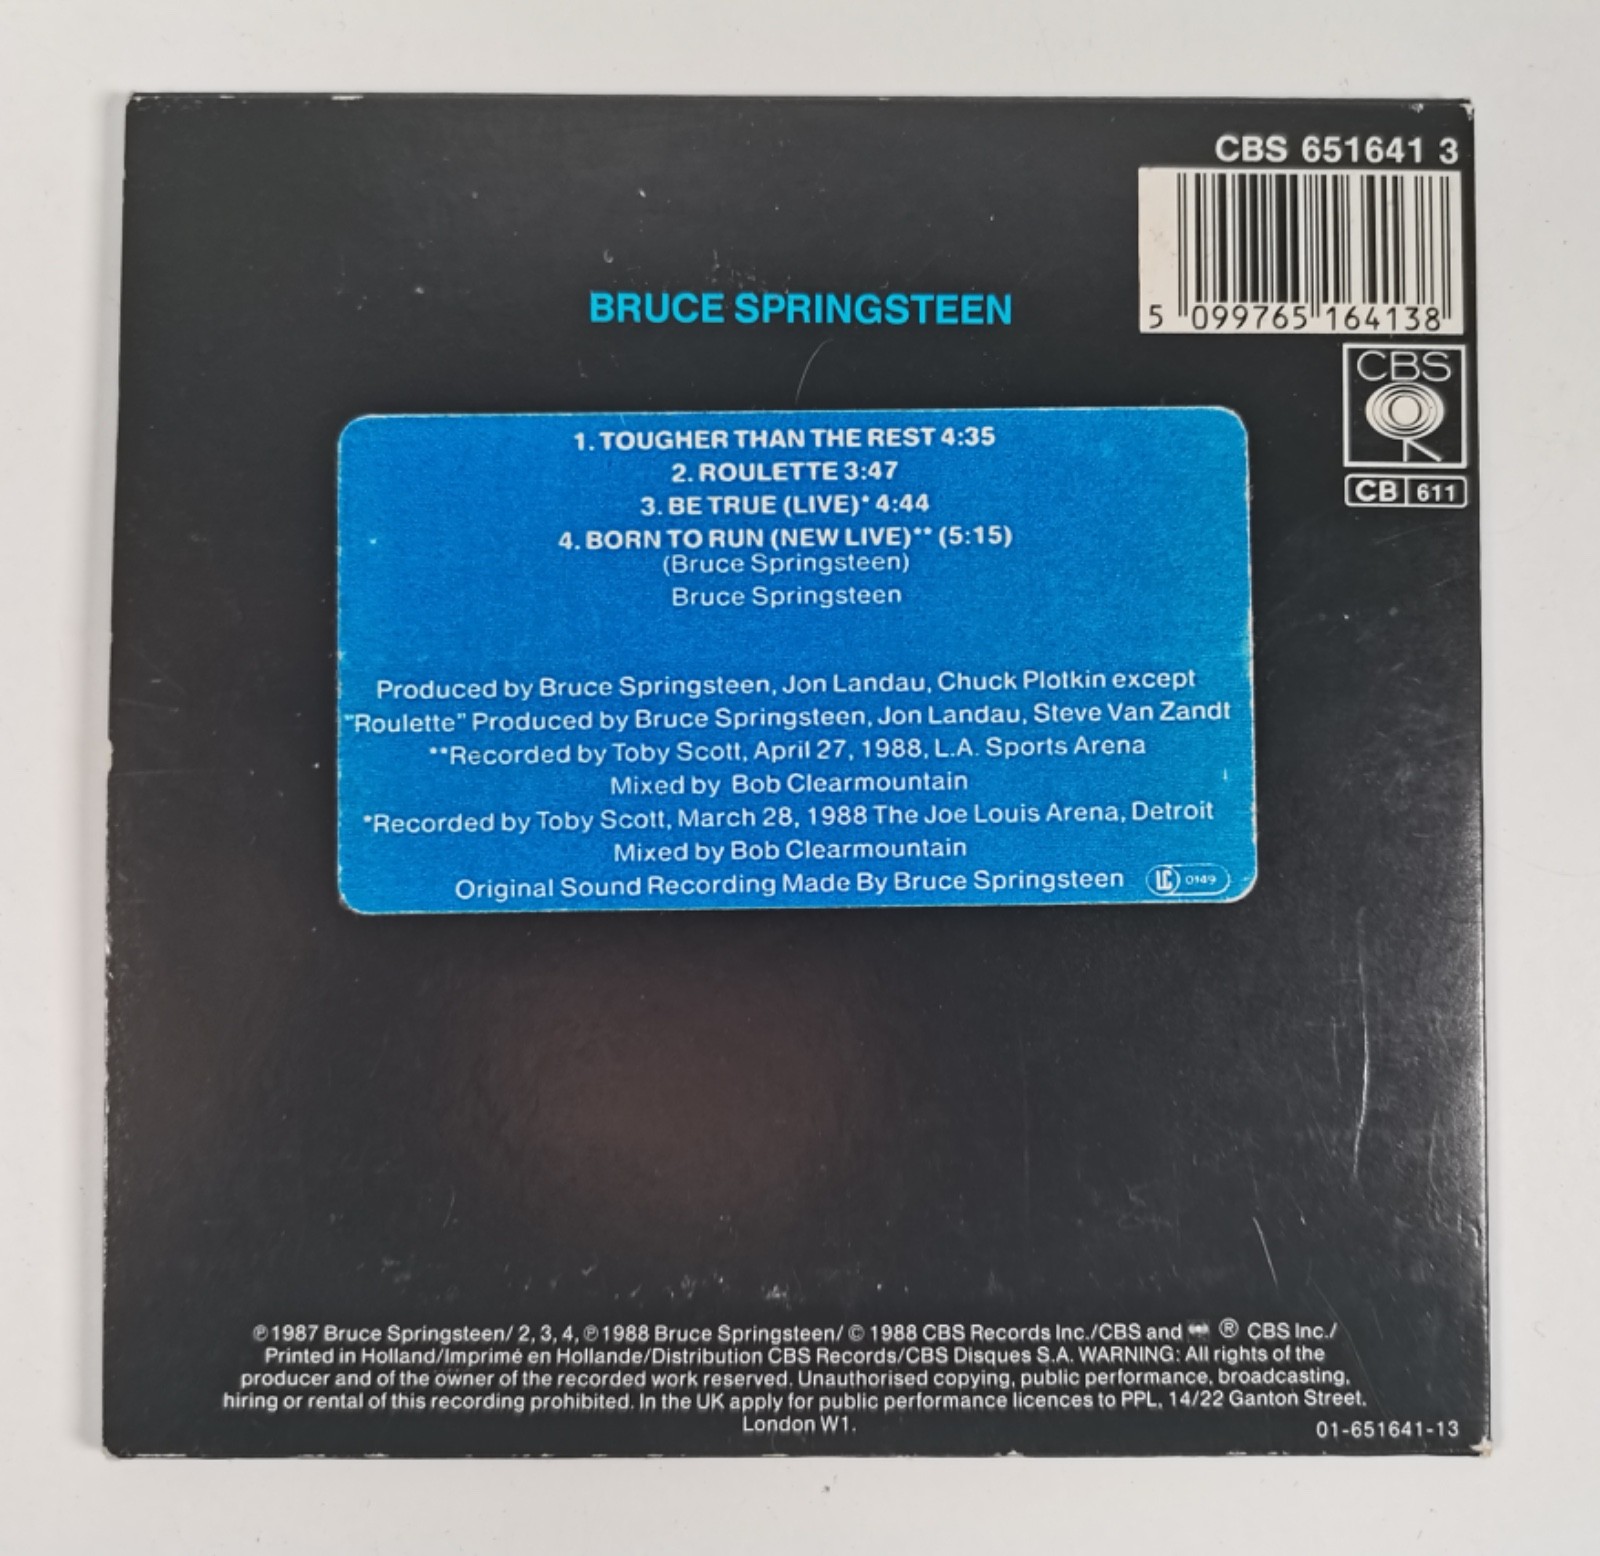 CBS 651641 3
5 099765 164138
CBS
CB 611
BRUCE SPRINGSTEEN
1. TOUGHER THAN THE REST 4:35
2. ROULETTE 3:47
3. BE TRUE (LIVE)* 4:44
4. BORN TO RUN (NEW LIVE)** (5:15)
(Bruce Springsteen)
Bruce Springsteen
Produced by Bruce Springsteen, Jon Landau, Chuck Plotkin except
"Roulette" Produced by Bruce Springsteen, Jon Landau, Steve Van Zandt
**Recorded by Toby Scott, April 27, 1988, L.A. Sports Arena
Mixed by Bob Clearmountain
*Recorded by Toby Scott, March 28, 1988 The Joe Louis Arena, Detroit
Mixed by Bob Clearmountain
Original Sound Recording Made By Bruce Springsteen LC 0149
℗1987 Bruce Springsteen/ 2, 3, 4, ℗1988 Bruce Springsteen/ © 1988 CBS Records Inc./CBS and ® CBS Inc./
Printed in Holland/Imprimé en Hollande/Distribution CBS Records/CBS Disques S.A. WARNING: All rights of the
producer and of the owner of the recorded work reserved. Unauthorised copying, public performance, broadcasting,
hiring or rental of this recording prohibited. In the UK apply for public performance licences to PPL, 14/22 Ganton Street.
London W1.
01-651641-13